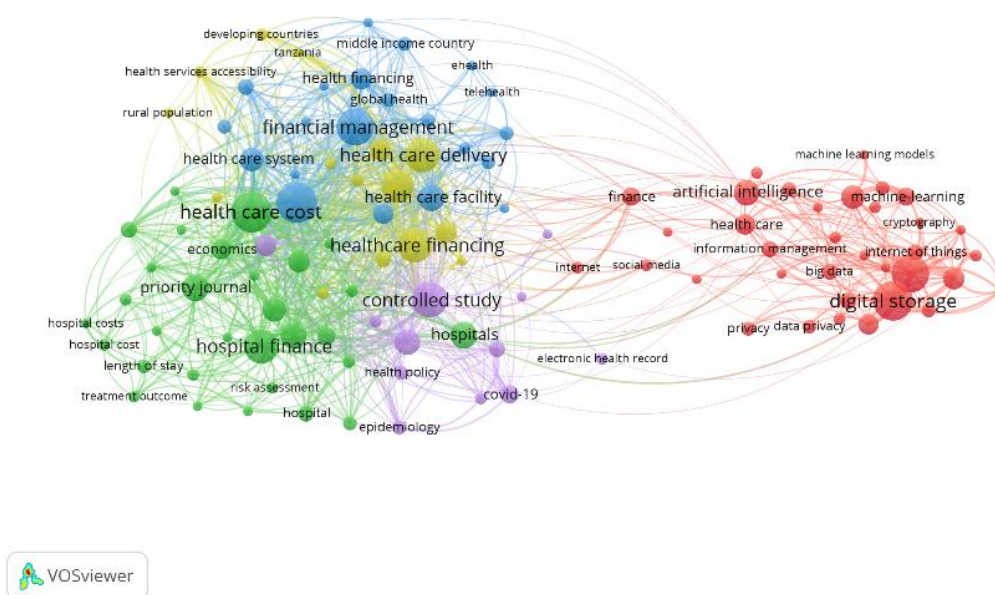 developing countries
tanzania
middle income country
health services accessibility
health financing
ehealth
global health
telehealth
rural population
financial management
health care system
health care delivery
health care cost
health care facility
economics
healthcare financing
priority journal
controlled study
hospital costs
hospital cost
hospital finance
hospitals
length of stay
health policy
treatment outcome
risk assessment
hospital
covid-19
epidemiology
electronic health record
finance
internet
social media
machine learning models
artificial intelligence
machine-learning
health care
cryptography
information management
internet of things
big data
digital storage
privacy
data privacy
VOSviewer